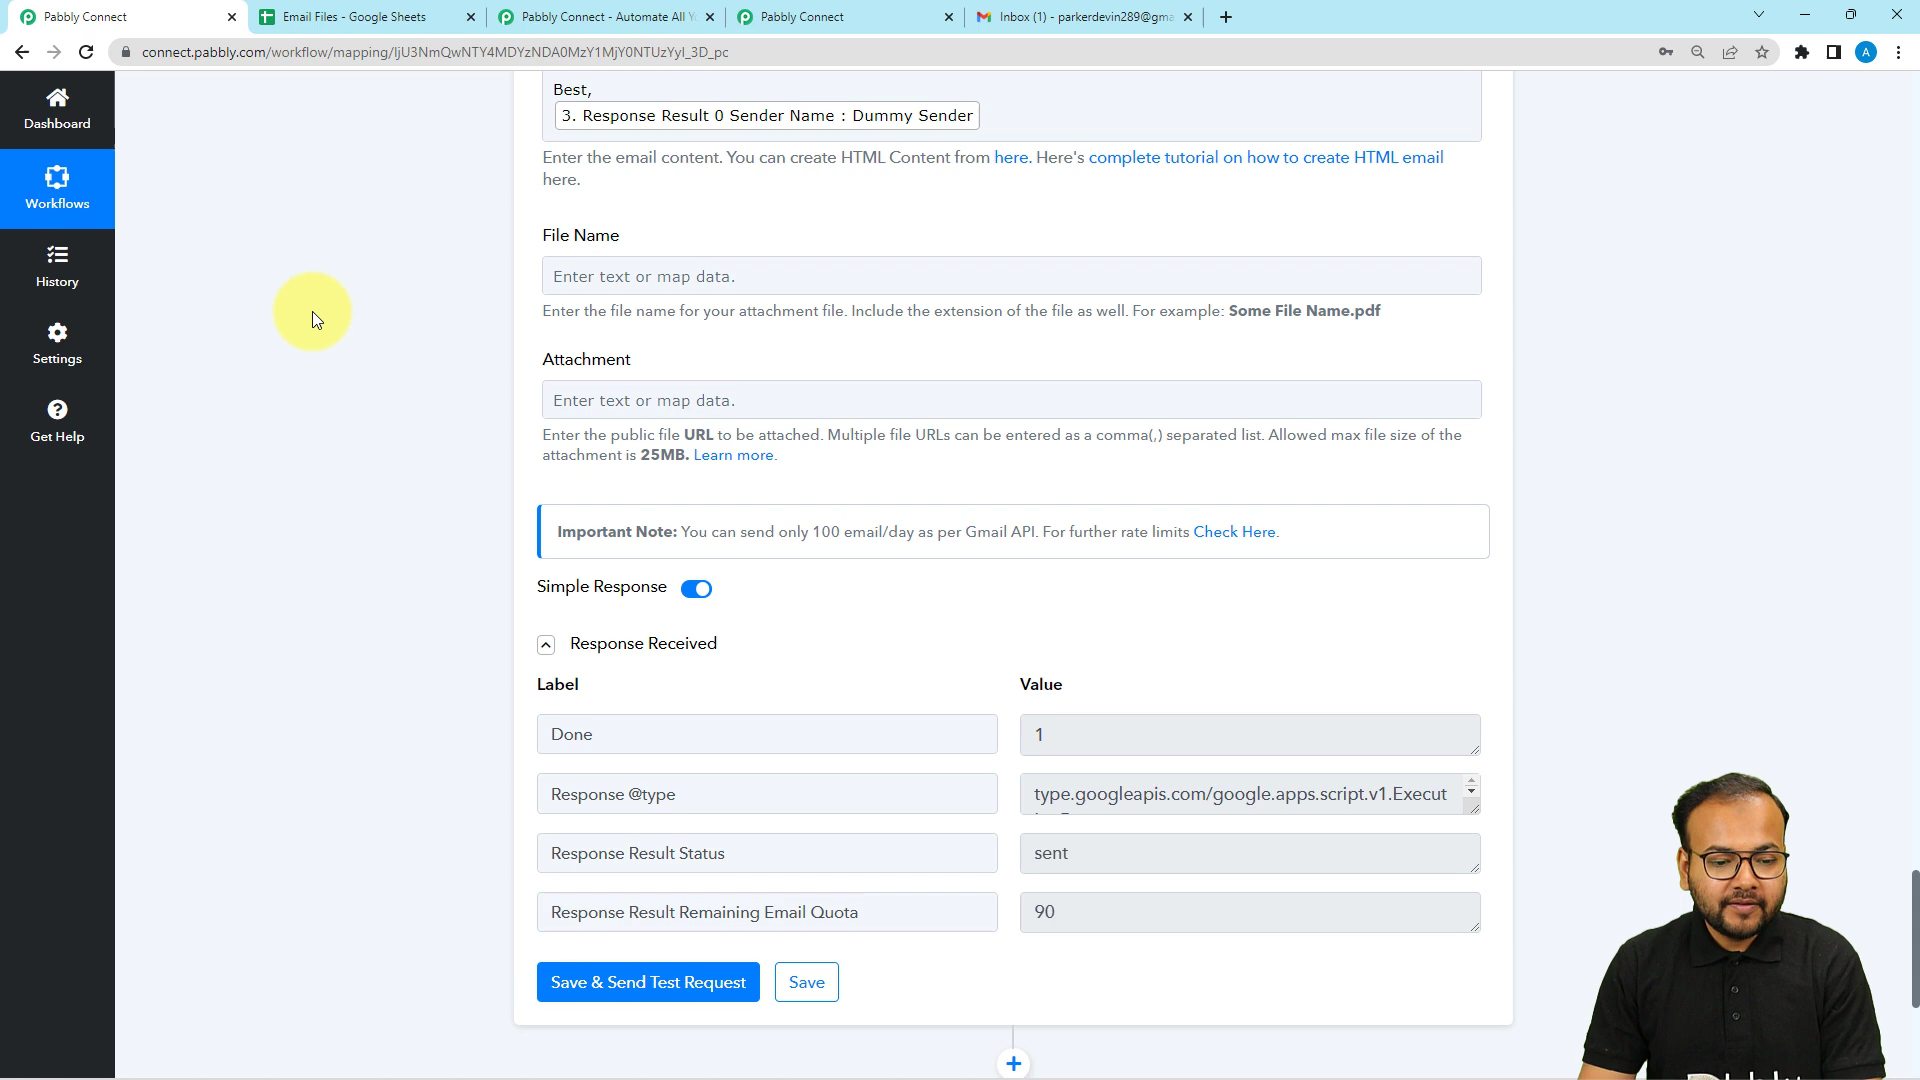 Pabbly Connect
Email Files - Google Sheets
Pabbly Connect - Automate All Y
Pabbly Connect
Inbox (1) - parkerdevin289@gma
connect.pabbly.com/workflow/mapping/IjU3NmQwNTY4MDYzNDA0MzY1MjY0NTUzYyI_3D_pc
A
Dashboard
Workflows
History
Settings
Get Help
Best,
3. Response Result 0 Sender Name : Dummy Sender
Enter the email content. You can create HTML Content from here. Here's complete tutorial on how to create HTML email
here.
File Name
Enter text or map data.
Enter the file name for your attachment file. Include the extension of the file as well. For example: Some File Name.pdf
Attachment
Enter text or map data.
Enter the public file URL to be attached. Multiple file URLs can be entered as a comma(,) separated list. Allowed max file size of the
attachment is 25MB. Learn more.
Important Note: You can send only 100 email/day as per Gmail API. For further rate limits Check Here.
Simple Response
Response Received
Label Value
Done 1
Response @type type.googleapis.com/google.apps.script.v1.Execut
Response Result Status sent
Response Result Remaining Email Quota 90
Save & Send Test Request Save